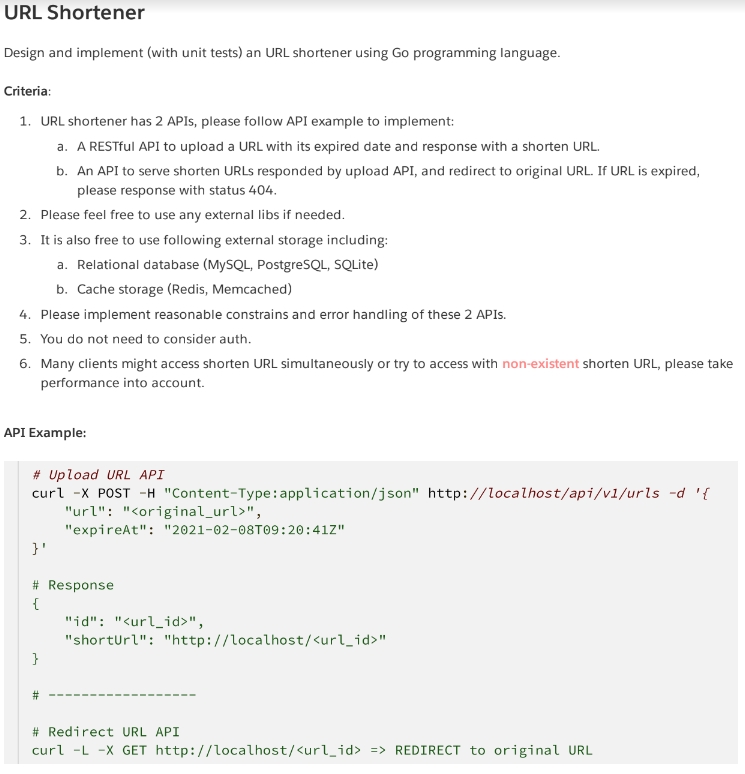 URL Shortener
Design and implement (with unit tests) an URL shortener using Go programming language.
Criteria:
1. URL shortener has 2 APIs, please follow API example to implement:
a. A RESTful API to upload a URL with its expired date and response with a shorten URL.
b. An API to serve shorten URLs responded by upload API, and redirect to original URL. If URL is expired,
please response with status 404.
2. Please feel free to use any external libs if needed.
3. It is also free to use following external storage including:
a. Relational database (MySQL, PostgreSQL, SQLite)
b. Cache storage (Redis, Memcached)
4. Please implement reasonable constrains and error handling of these 2 APIs.
5. You do not need to consider auth.
6. Many clients might access shorten URL simultaneously or try to access with non-existent shorten URL, please take
performance into account.
API Example:
# Upload URL API
curl -X POST -H "Content-Type:application/json" http://localhost/api/v1/urls -d '{
"url": "<original_url>",
"expireAt": "2021-02-08T09:20:41Z"
}'
# Response
{
"id": "<url_id>",
"shortUrl": "http://localhost/<url_id>"
}
# ------------------
# Redirect URL API
curl -L -X GET http://localhost/<url_id> => REDIRECT to original URL